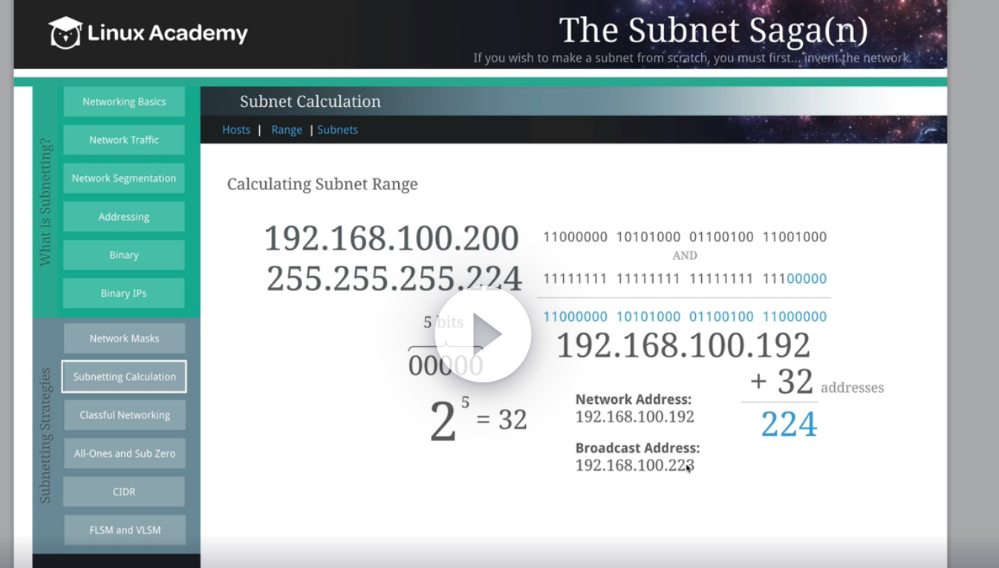 Linux Academy
The Subnet Saga(n)
If you wish to make a subnet from scratch, you must first... invent the network.
What is Subnetting?
Networking Basics
Network Traffic
Network Segmentation
Addressing
Binary
Binary IPs
Subnetting Strategies
Network Masks
Subnetting Calculation
Classful Networking
All-Ones and Sub Zero
CIDR
FLSM and VLSM
Subnet Calculation
Hosts | Range | Subnets
Calculating Subnet Range
192.168.100.200
255.255.255.224
5 bits
00000
2^5 = 32
11000000 10101000 01100100 11001000
AND
11111111 11111111 11111111 11100000
11000000 10101000 01100100 11000000
192.168.100.192
+ 32 addresses
224
Network Address:
192.168.100.192
Broadcast Address:
192.168.100.223